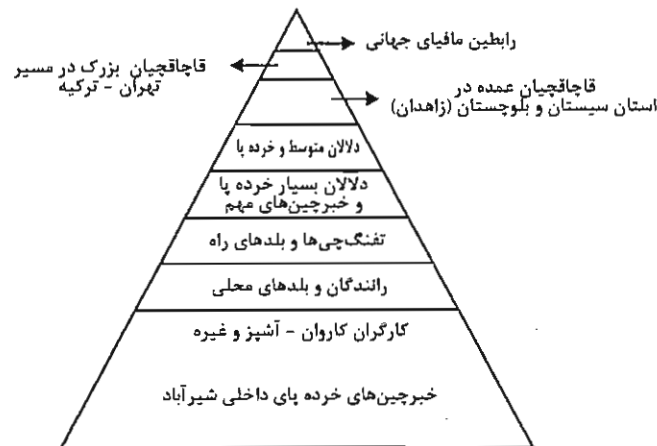 رابطین مافیای جهانی
قاچاقچیان بزرک در مسیر
تهران - ترکیه
قاچاقچیان عمده در
استان سیستان و بلوچستان (زاهدان)
دلالان متوسط و خرده پا
دلالان بسیار خرده پا
و خبرچین‌های مهم
تفنگ‌چی‌ها و بلدهای راه
رانندگان و بلدهای محلی
کارگران کاروان - آشپز و غیره
خبرچین‌های خرده پای داخلی شیرآباد